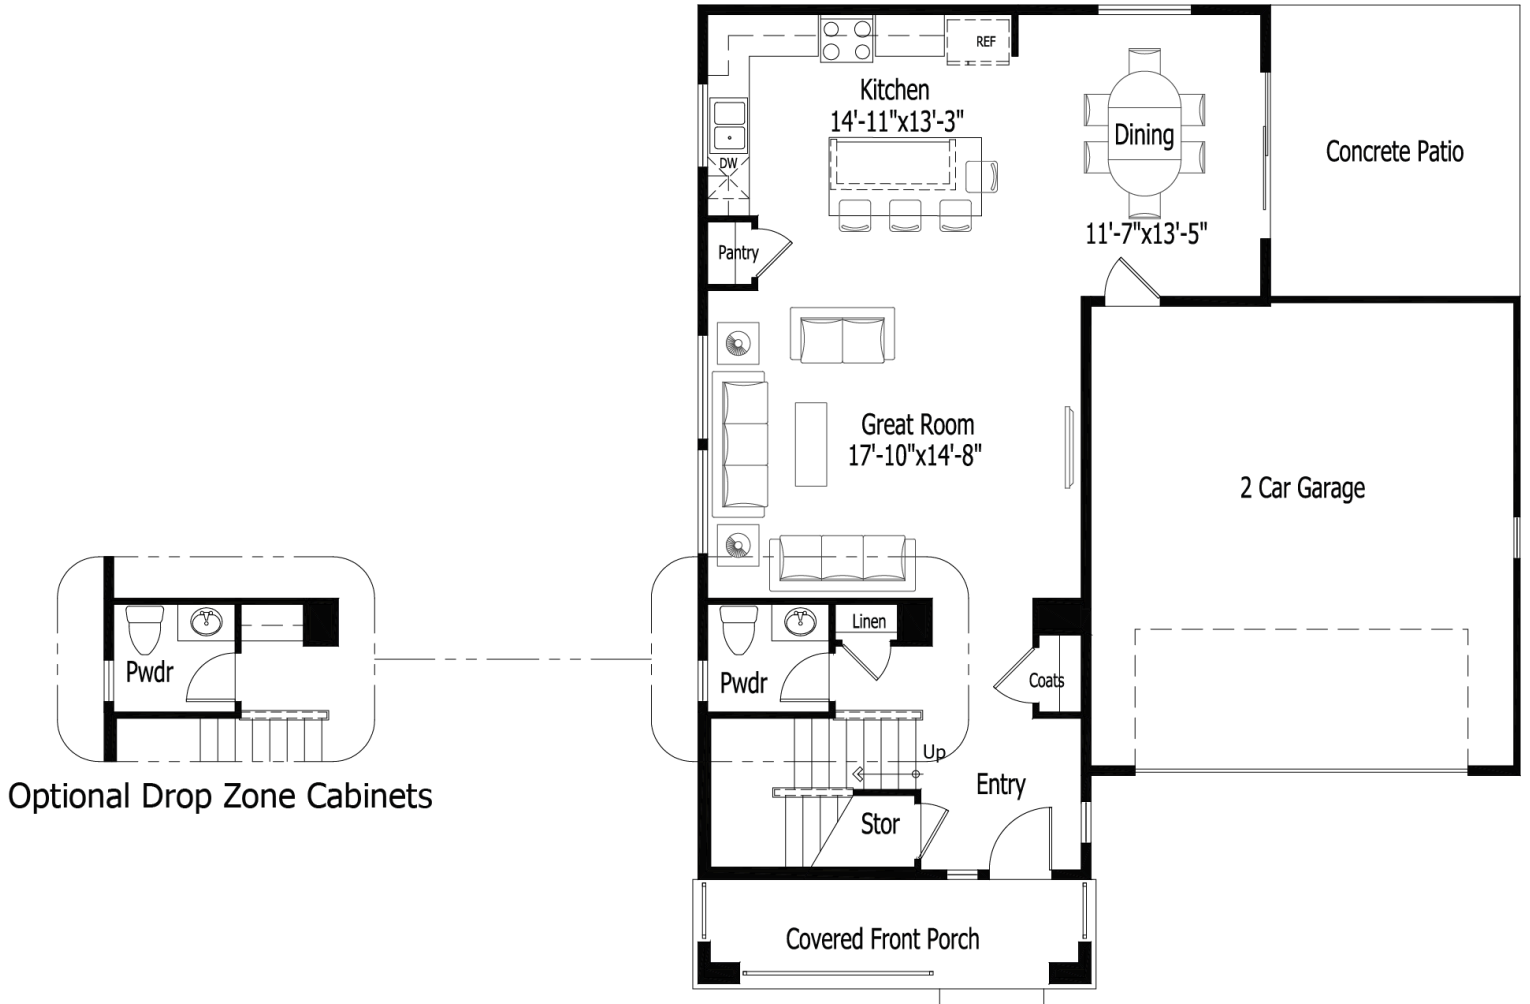 REF
Kitchen
14'-11"x13'-3"
Dining
Concrete Patio
DW
11'-7"x13'-5"
Pantry
Great Room
17'-10"x14'-8"
2 Car Garage
Linen
Pwdr
Pwdr
Coats
Up
Entry
Optional Drop Zone Cabinets
Stor
Covered Front Porch